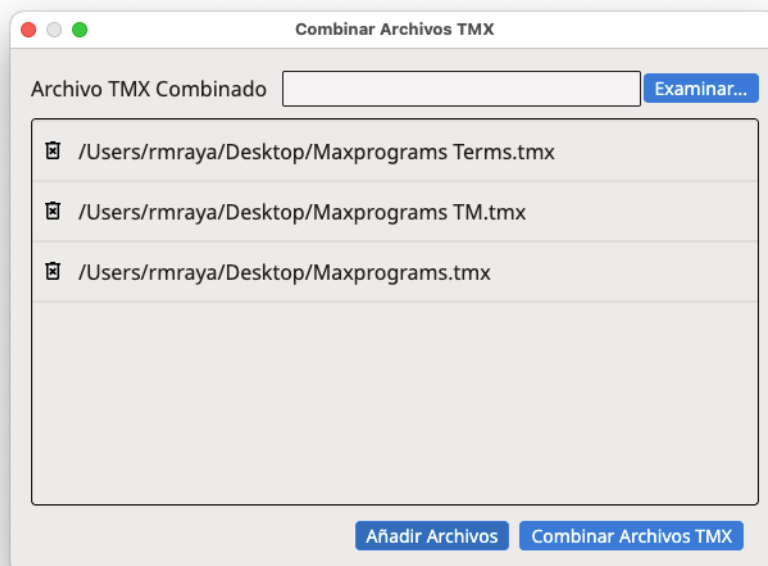 Combinar Archivos TMX
Archivo TMX Combinado Examinar...
/Users/rmraya/Desktop/Maxprograms Terms.tmx
/Users/rmraya/Desktop/Maxprograms TM.tmx
/Users/rmraya/Desktop/Maxprograms.tmx
Añadir Archivos Combinar Archivos TMX